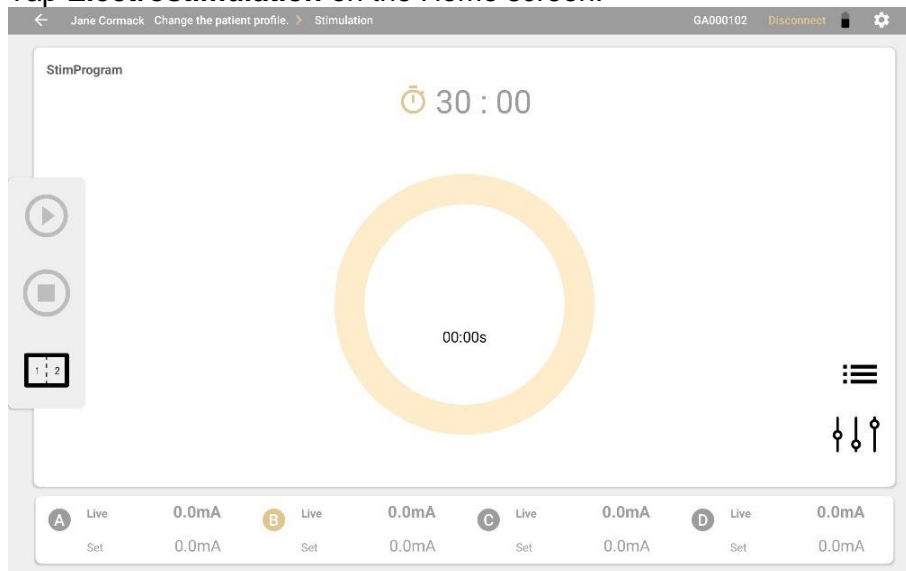 Tap Electrostimulation on the Home screen.
Jane Cormack Change the patient profile. > Stimulation GA000102 Disconnect
StimProgram
30 : 00
00:00s
1 2
A Live 0.0mA B Live 0.0mA C Live 0.0mA D Live 0.0mA
Set 0.0mA Set 0.0mA Set 0.0mA Set 0.0mA